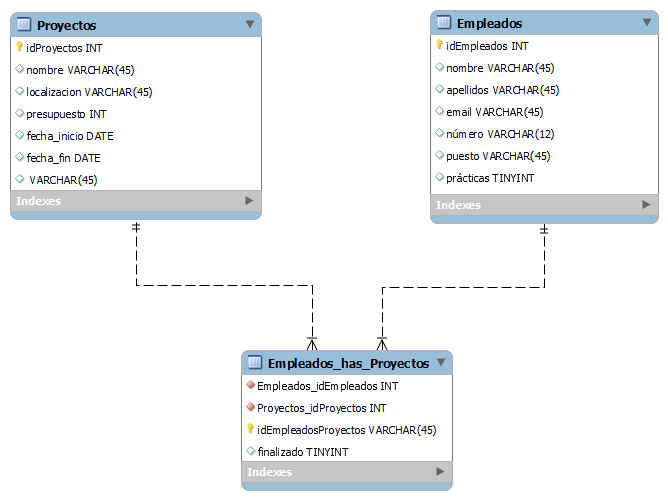 Proyectos
idProyectos INT
nombre VARCHAR(45)
localizacion VARCHAR(45)
presupuesto INT
fecha_inicio DATE
fecha_fin DATE
VARCHAR(45)
Indexes
Empleados
idEmpleados INT
nombre VARCHAR(45)
apellidos VARCHAR(45)
email VARCHAR(45)
número VARCHAR(12)
puesto VARCHAR(45)
prácticas TINYINT
Indexes
Empleados_has_Proyectos
Empleados_idEmpleados INT
Proyectos_idProyectos INT
idEmpleadosProyectos VARCHAR(45)
finalizado TINYINT
Indexes